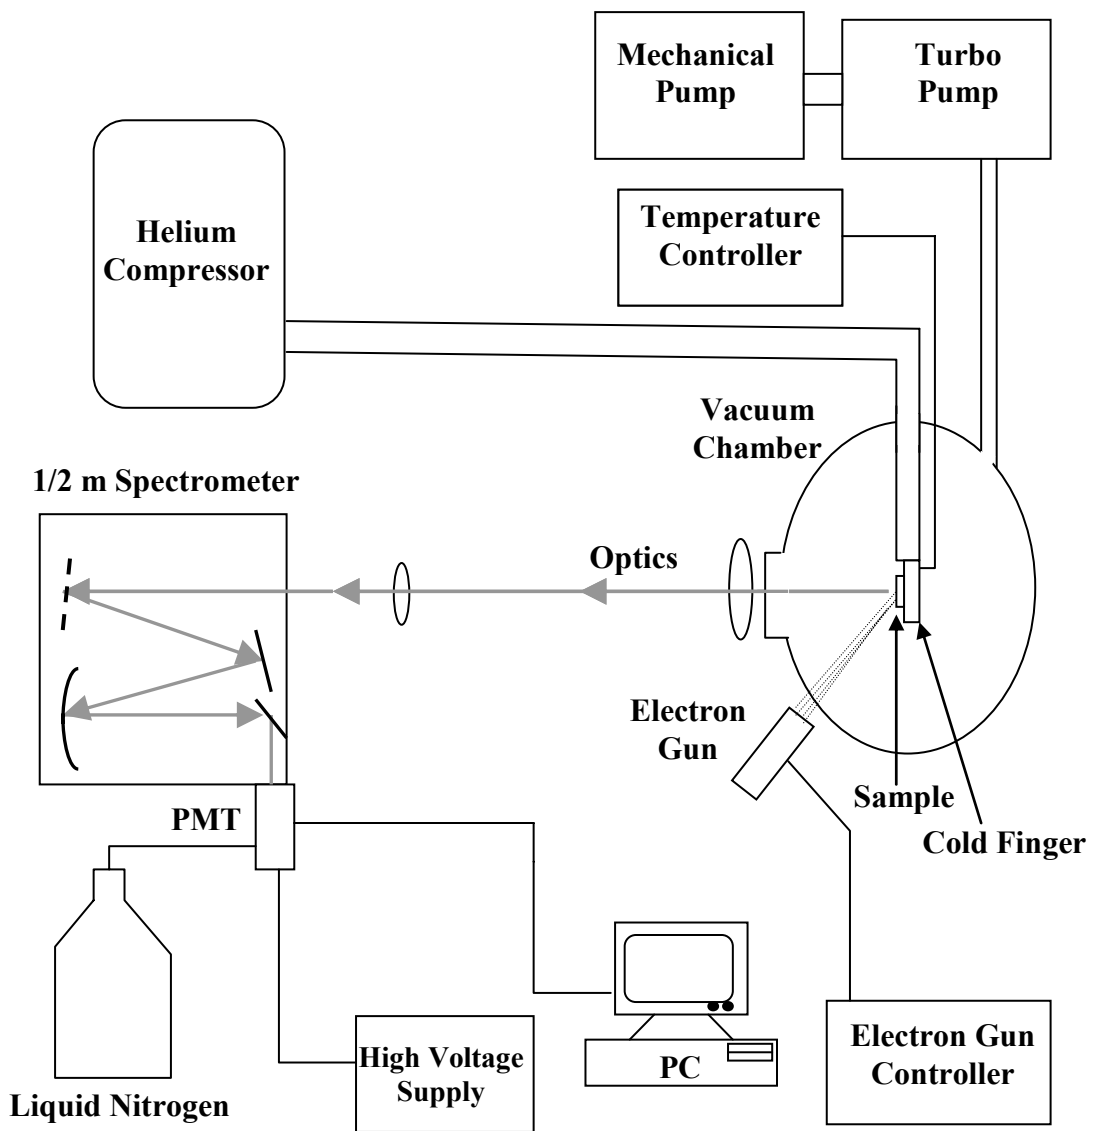 Mechanical
Pump
Turbo
Pump
Helium
Compressor
Temperature
Controller
Vacuum
Chamber
1/2 m Spectrometer
Optics
Electron
Gun
Sample
Cold Finger
PMT
Liquid Nitrogen
High Voltage
Supply
PC
Electron Gun
Controller